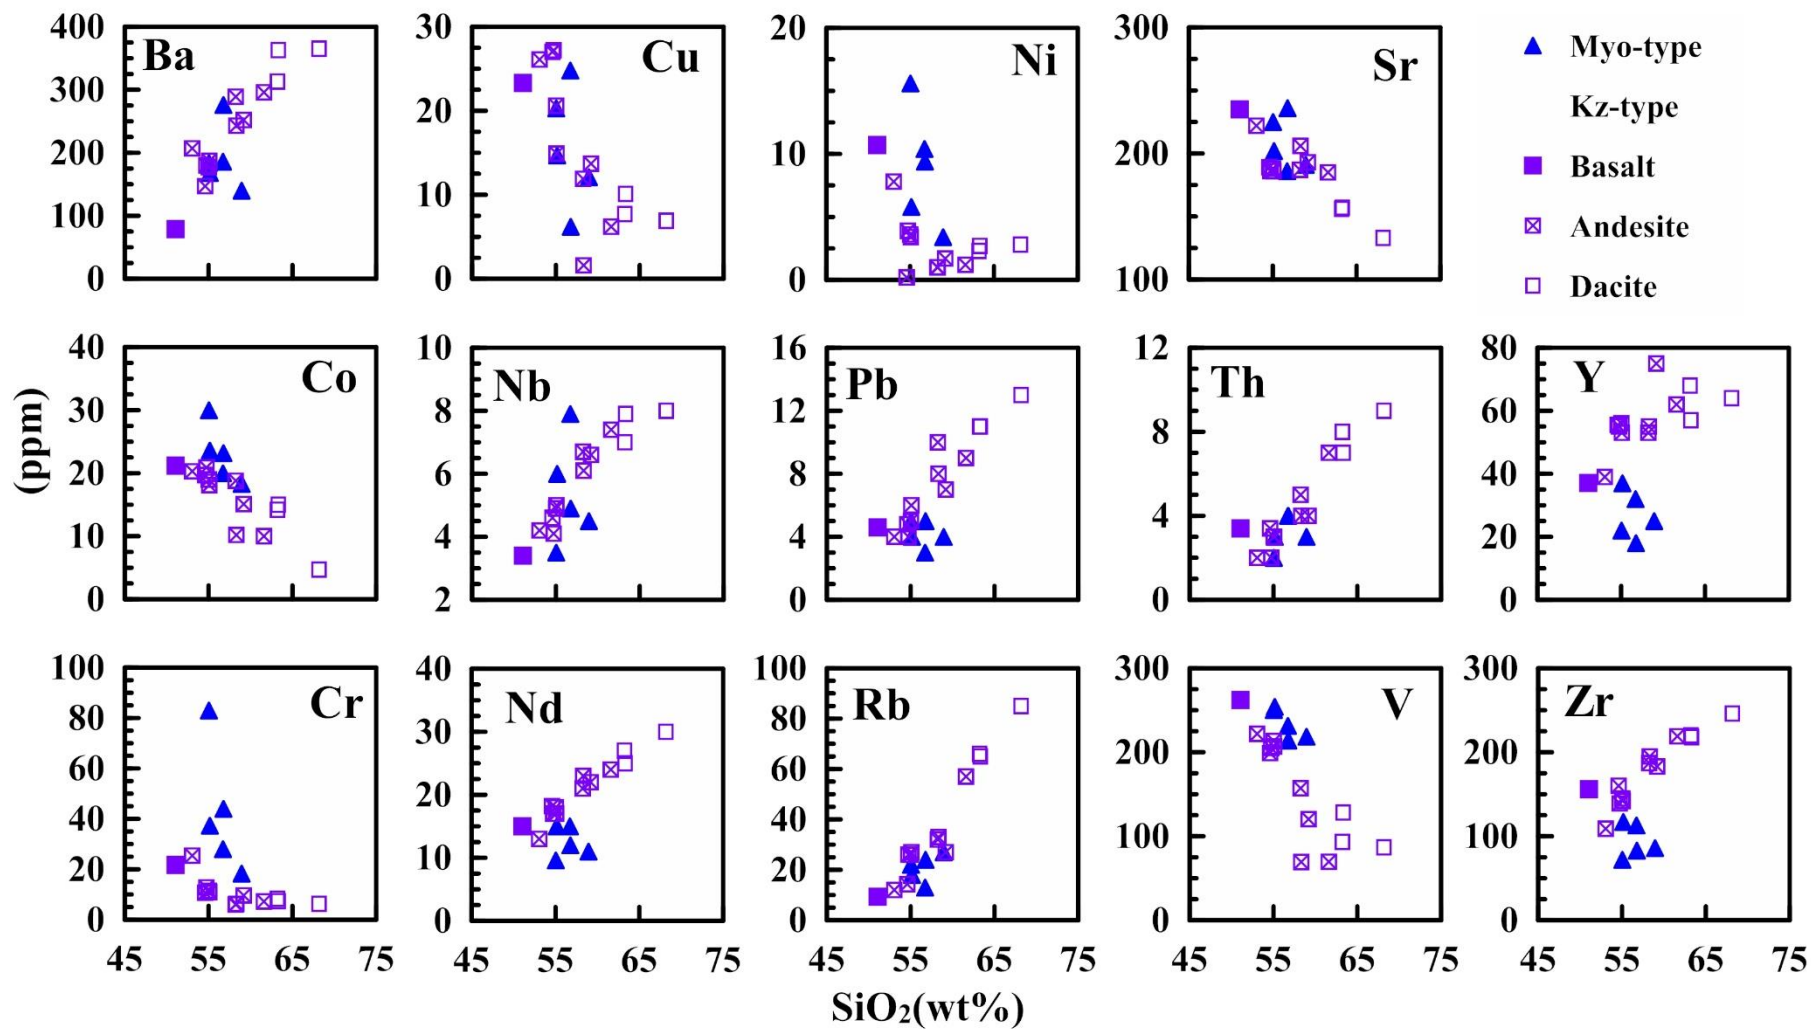 400
300
200
100
0
Ba
30
20
10
0
Cu
20
10
0
Ni
300
200
100
Sr
Myo-type
Kz-type
Basalt
Andesite
Dacite
(ppm)
40
30
20
10
0
Co
10
8
6
4
2
Nb
16
12
8
4
0
Pb
12
8
4
0
Th
80
60
40
20
0
Y
100
80
60
40
20
0
Cr
45 55 65 75
40
30
20
10
0
Nd
45 55 65 75
100
80
60
40
20
0
Rb
45 55 65 75
300
200
100
0
V
45 55 65 75
300
200
100
0
Zr
45 55 65 75
SiO₂(wt%)